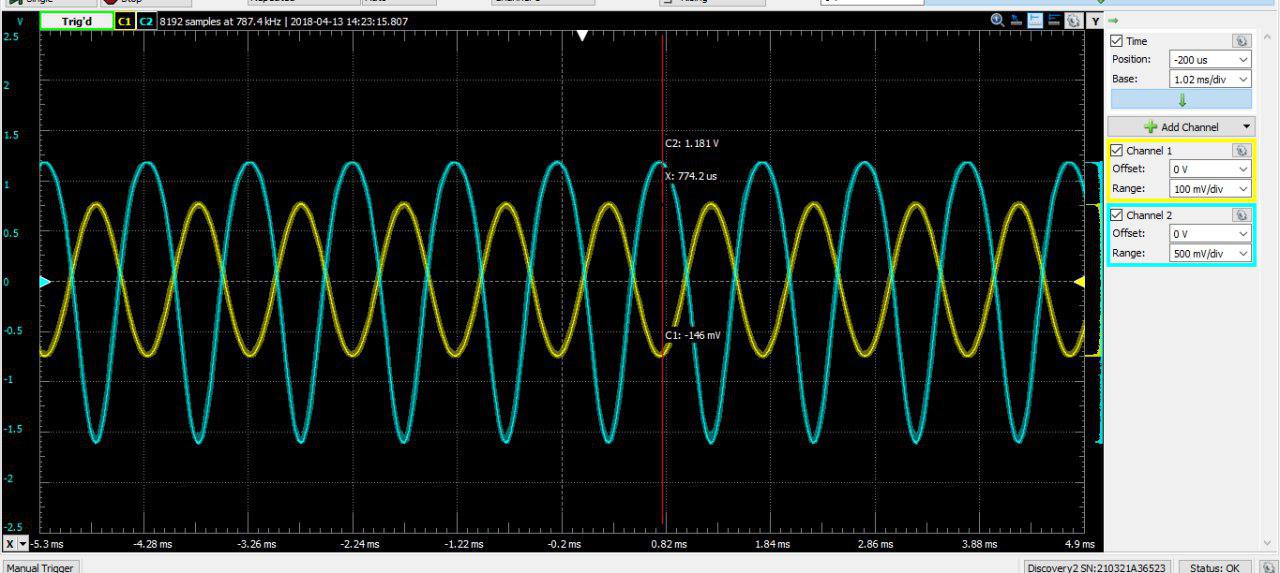 V Trig'd C1 C2 8192 samples at 787.4 kHz | 2018-04-13 14:23:15.807 Y
2.5
2
1.5
1
0.5
0
-0.5
-1
-1.5
-2
-2.5
C2: 1.181 V
X: 774.2 us
C1: -146 mV
X -5.3 ms -4.28 ms -3.26 ms -2.24 ms -1.22 ms -0.2 ms 0.82 ms 1.84 ms 2.86 ms 3.88 ms 4.9 ms
Time
Position: -200 us
Base: 1.02 ms/div
Add Channel
Channel 1
Offset: 0 V
Range: 100 mV/div
Channel 2
Offset: 0 V
Range: 500 mV/div
Manual Trigger Discovery2 SN:210321A36523 Status: OK